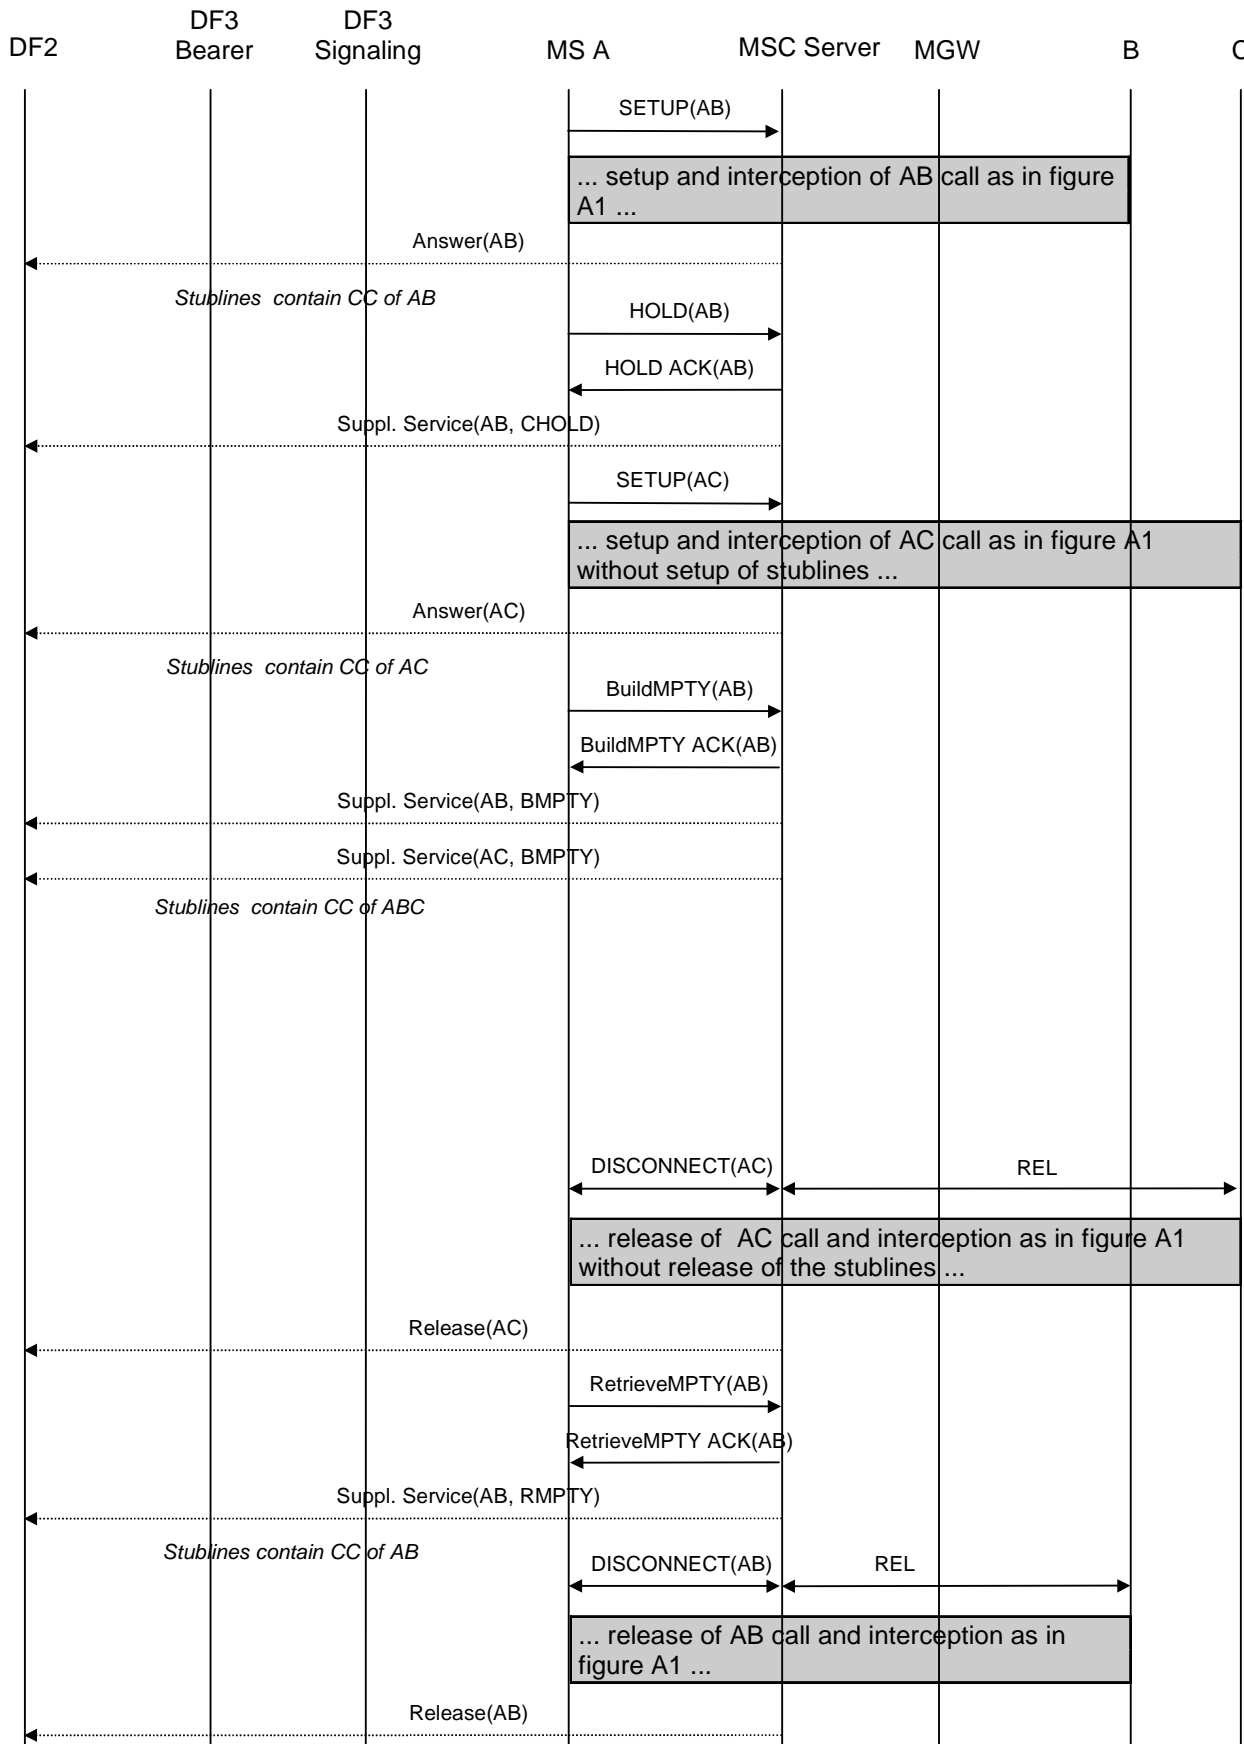 DF2
DF3
Bearer
DF3
Signaling
MS A
MSC Server
MGW
B
C
SETUP(AB)
... setup and interception of AB call as in figure
A1 ...
Answer(AB)
Stublines contain CC of AB
HOLD(AB)
HOLD ACK(AB)
Suppl. Service(AB, CHOLD)
SETUP(AC)
... setup and interception of AC call as in figure A1
without setup of stublines ...
Answer(AC)
Stublines contain CC of AC
BuildMPTY(AB)
BuildMPTY ACK(AB)
Suppl. Service(AB, BMPTY)
Suppl. Service(AC, BMPTY)
Stublines contain CC of ABC
DISCONNECT(AC)
REL
... release of AC call and interception as in figure A1
without release of the stublines ...
Release(AC)
RetrieveMPTY(AB)
RetrieveMPTY ACK(AB)
Suppl. Service(AB, RMPTY)
Stublines contain CC of AB
DISCONNECT(AB)
REL
... release of AB call and interception as in
figure A1 ...
Release(AB)